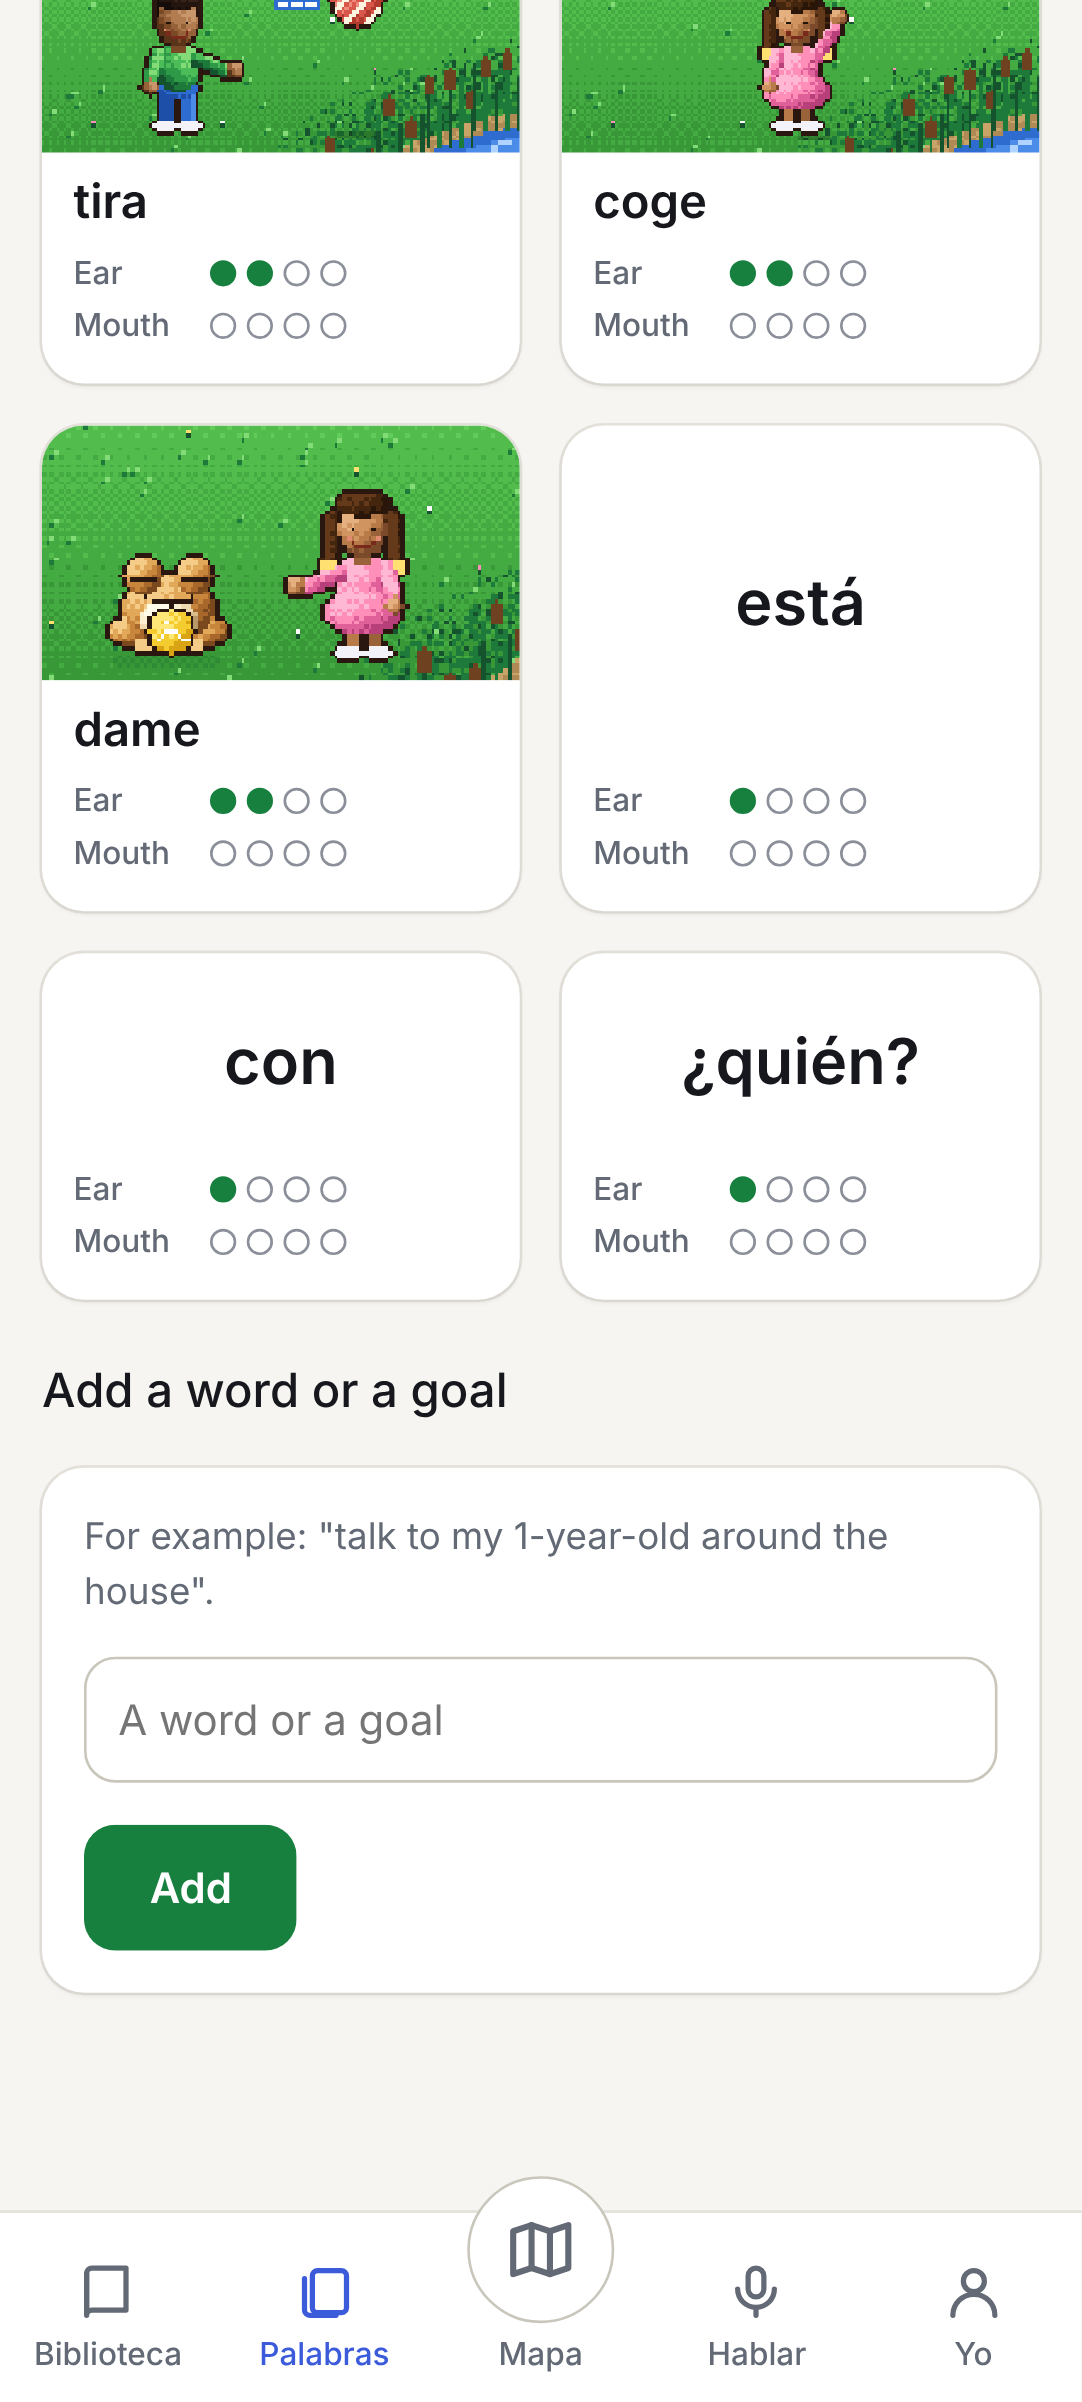 tira
Ear
Mouth
coge
Ear
Mouth
dame
Ear
Mouth
está
Ear
Mouth
con
Ear
Mouth
¿quién?
Ear
Mouth
Add a word or a goal
For example: "talk to my 1-year-old around the
house".
A word or a goal
Add
Biblioteca
Palabras
Mapa
Hablar
Yo